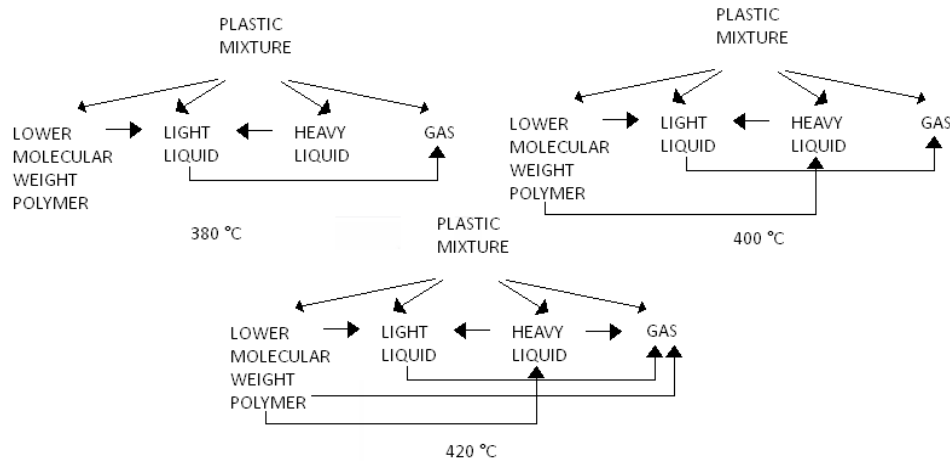 PLASTIC
MIXTURE
LOWER
MOLECULAR
WEIGHT
POLYMER
LIGHT
LIQUID
HEAVY
LIQUID
GAS
380 °C
PLASTIC
MIXTURE
LOWER
MOLECULAR
WEIGHT
POLYMER
LIGHT
LIQUID
HEAVY
LIQUID
GAS
400 °C
PLASTIC
MIXTURE
LOWER
MOLECULAR
WEIGHT
POLYMER
LIGHT
LIQUID
HEAVY
LIQUID
GAS
420 °C